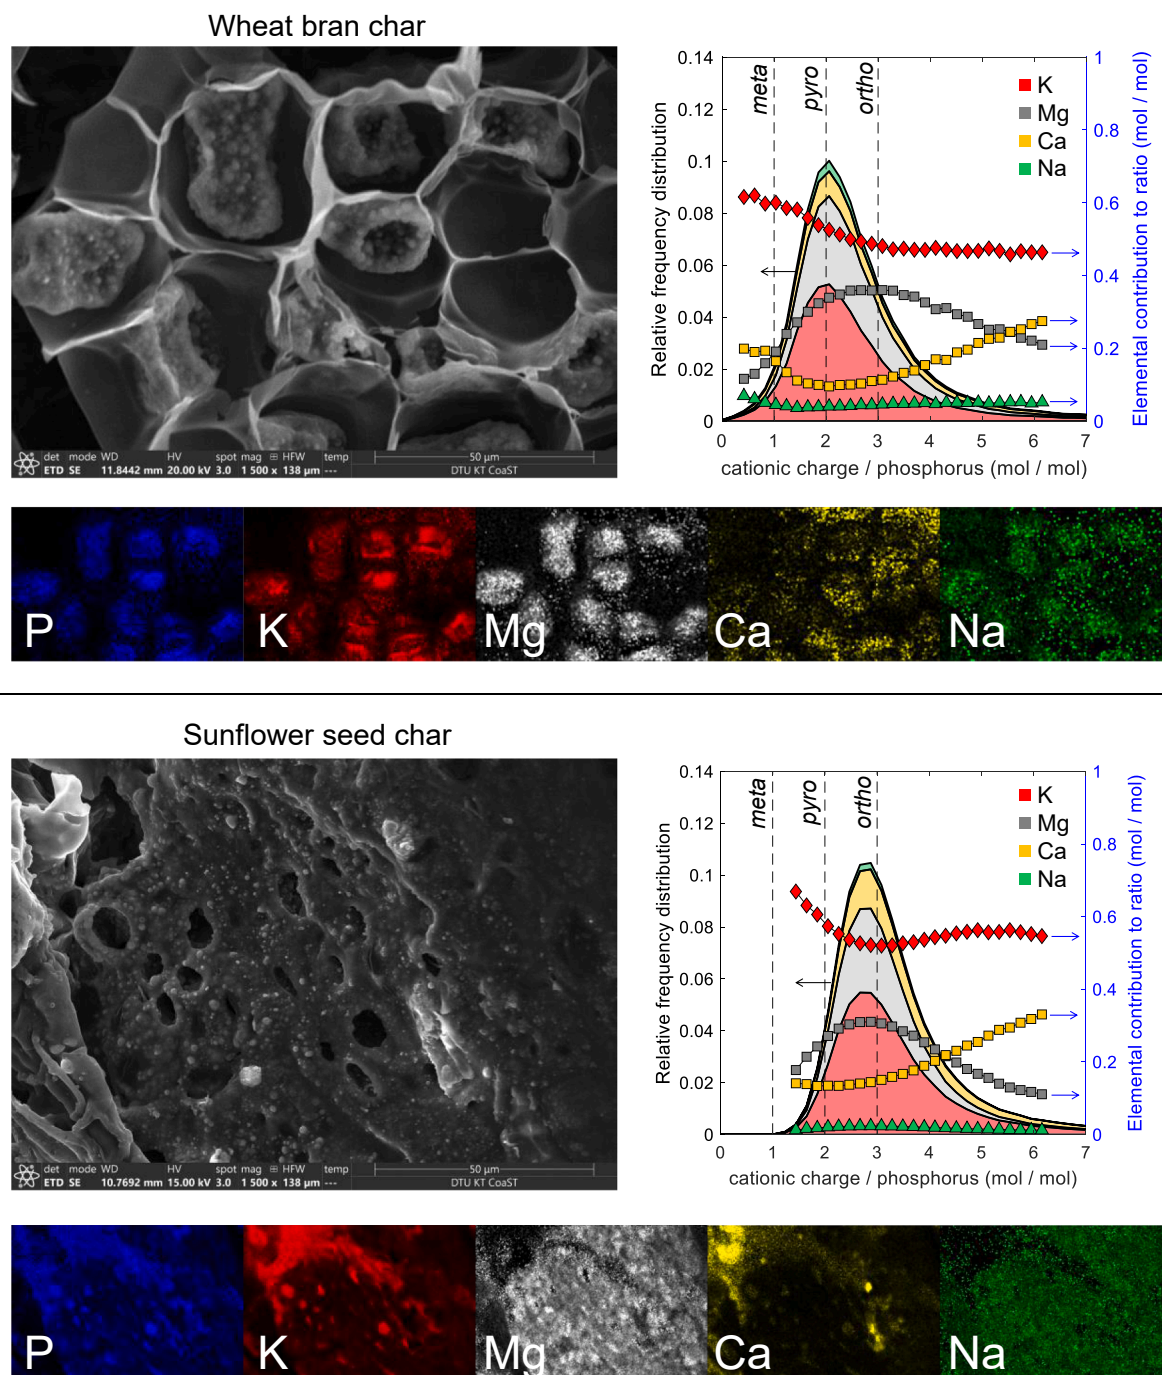 Wheat bran char
det mode WD HV spot mag ⊞ HFW temp
ETD SE 11.8442 mm 20.00 kV 3.0 1 500 x 138 μm ---
50 μm
DTU KT CoaST
meta
pyro
ortho
K
Mg
Ca
Na
0.14
0.12
0.1
0.08
0.06
0.04
0.02
0
Relative frequency distribution
1
0.8
0.6
0.4
0.2
0
Elemental contribution to ratio (mol / mol)
0 1 2 3 4 5 6 7
cationic charge / phosphorus (mol / mol)
P K Mg Ca Na
Sunflower seed char
det mode WD HV spot mag ⊞ HFW temp
ETD SE 10.7692 mm 15.00 kV 3.0 1 500 x 138 μm ---
50 μm
DTU KT CoaST
meta
pyro
ortho
K
Mg
Ca
Na
0.14
0.12
0.1
0.08
0.06
0.04
0.02
0
Relative frequency distribution
1
0.8
0.6
0.4
0.2
0
Elemental contribution to ratio (mol / mol)
0 1 2 3 4 5 6 7
cationic charge / phosphorus (mol / mol)
P K Mg Ca Na